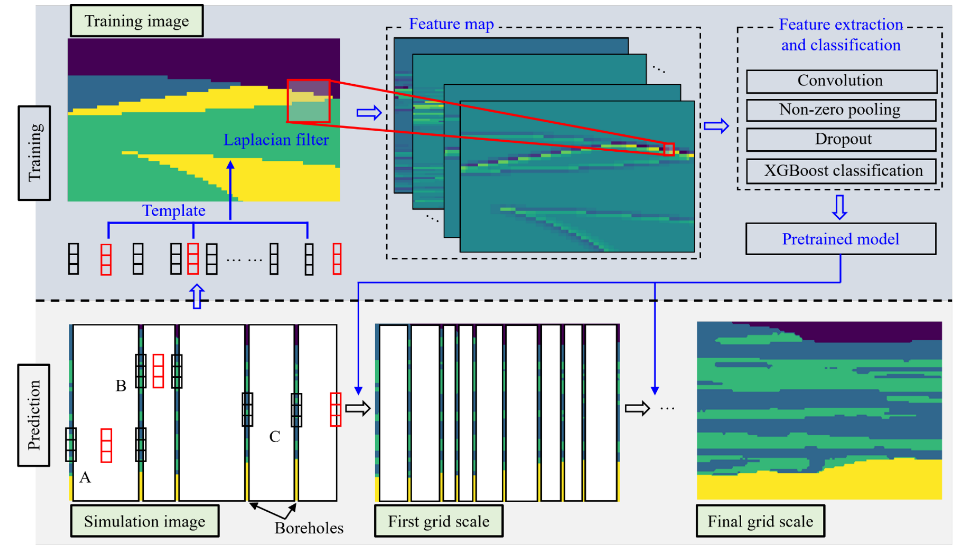 Training image
Feature map
Feature extraction
and classification
Convolution
Non-zero pooling
Dropout
XGBoost classification
Pretrained model
Training
Laplacian filter
Template
... ...
...
...
Prediction
A
B
C
...
Simulation image
Boreholes
First grid scale
Final grid scale